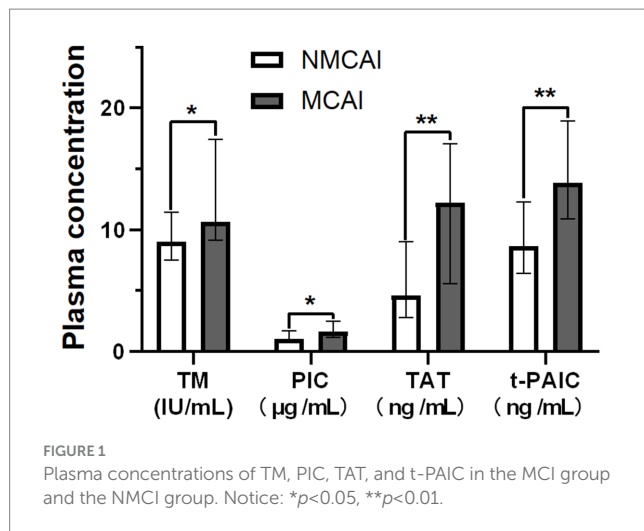 NMCAI
MCAI
Plasma concentration
20
10
0
*
*
**
**
TM PIC TAT t-PAIC
(IU/mL) (μg/mL) (ng/mL) (ng/mL)
FIGURE 1
Plasma concentrations of TM, PIC, TAT, and t-PAIC in the MCI group
and the NMCI group. Notice: *p<0.05, **p<0.01.